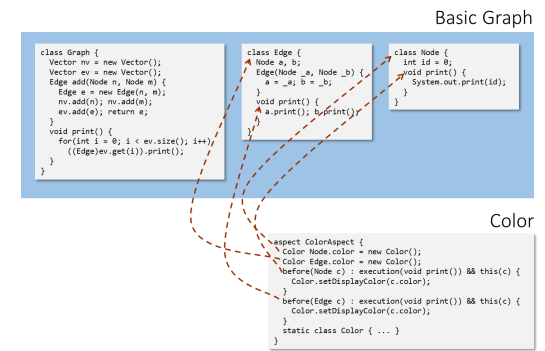 Basic Graph
class Graph {
  Vector nv = new Vector();
  Vector ev = new Vector();
  Edge add(Node n, Node m) {
    Edge e = new Edge(n, m);
    nv.add(n); nv.add(m);
    ev.add(e); return e;
  }
  void print() {
    for(int i = 0; i < ev.size(); i++)
      ((Edge)ev.get(i)).print();
  }
}
class Edge {
  Node a, b;
  Edge(Node _a, Node _b) {
    a = _a; b = _b;
  }
  void print() {
    a.print(); b.print();
  }
}
class Node {
  int id = 0;
  void print() {
    System.out.print(id);
  }
}
Color
aspect ColorAspect {
  Color Node.color = new Color();
  Color Edge.color = new Color();
  before(Node c) : execution(void print()) && this(c) {
    Color.setDisplayColor(c.color);
  }
  before(Edge c) : execution(void print()) && this(c) {
    Color.setDisplayColor(c.color);
  }
  static class Color { ... }
}